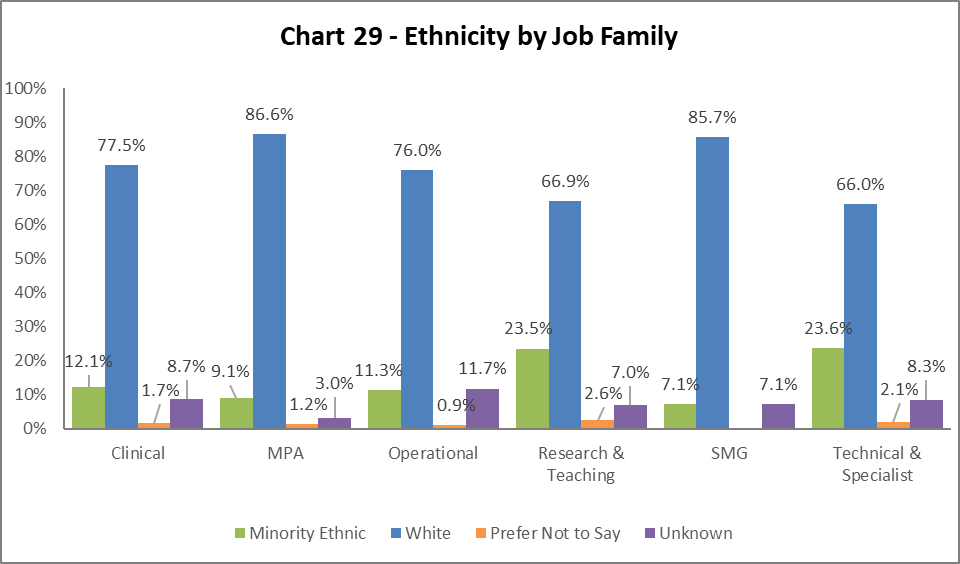 Chart 29 - Ethnicity by Job Family
100%
90%
80%
70%
60%
50%
40%
30%
20%
10%
0%
12.1%
77.5%
1.7%
8.7%
9.1%
86.6%
1.2%
3.0%
11.3%
76.0%
0.9%
11.7%
23.5%
66.9%
2.6%
7.0%
7.1%
85.7%
7.1%
23.6%
66.0%
2.1%
8.3%
Clinical
MPA
Operational
Research &
Teaching
SMG
Technical &
Specialist
Minority Ethnic
White
Prefer Not to Say
Unknown